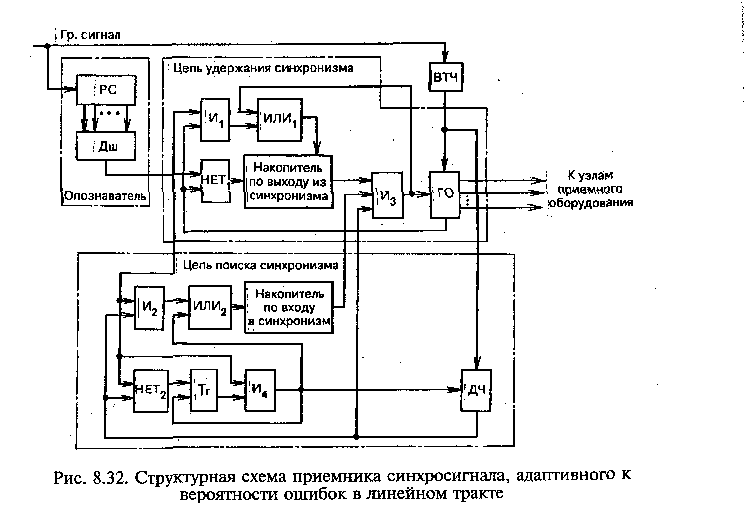 Гр. сигнал
Цепь удержания синхронизма
ВТЧ
РС
Дш
Опознаватель
И1
ИЛИ1
НЕТ
Накопитель
по выходу из
синхронизма
И3
ГО
К узлам
приемного
оборудования
Цепь поиска синхронизма
И2
ИЛИ2
Накопитель
по входу
в синхронизм
НЕТ2
Тг
И4
ДЧ
Рис. 8.32. Структурная схема приемника синхросигнала, адаптивного к
вероятности ошибок в линейном тракте